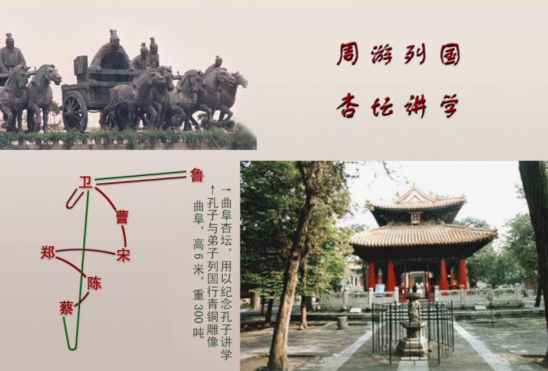 周游列国
杏坛讲学
鲁
卫
曹
郑
宋
陈
蔡
→曲阜杏坛，用以纪念孔子讲学
↑孔子与弟子列国行青铜雕像
曲阜，高6米，重300吨